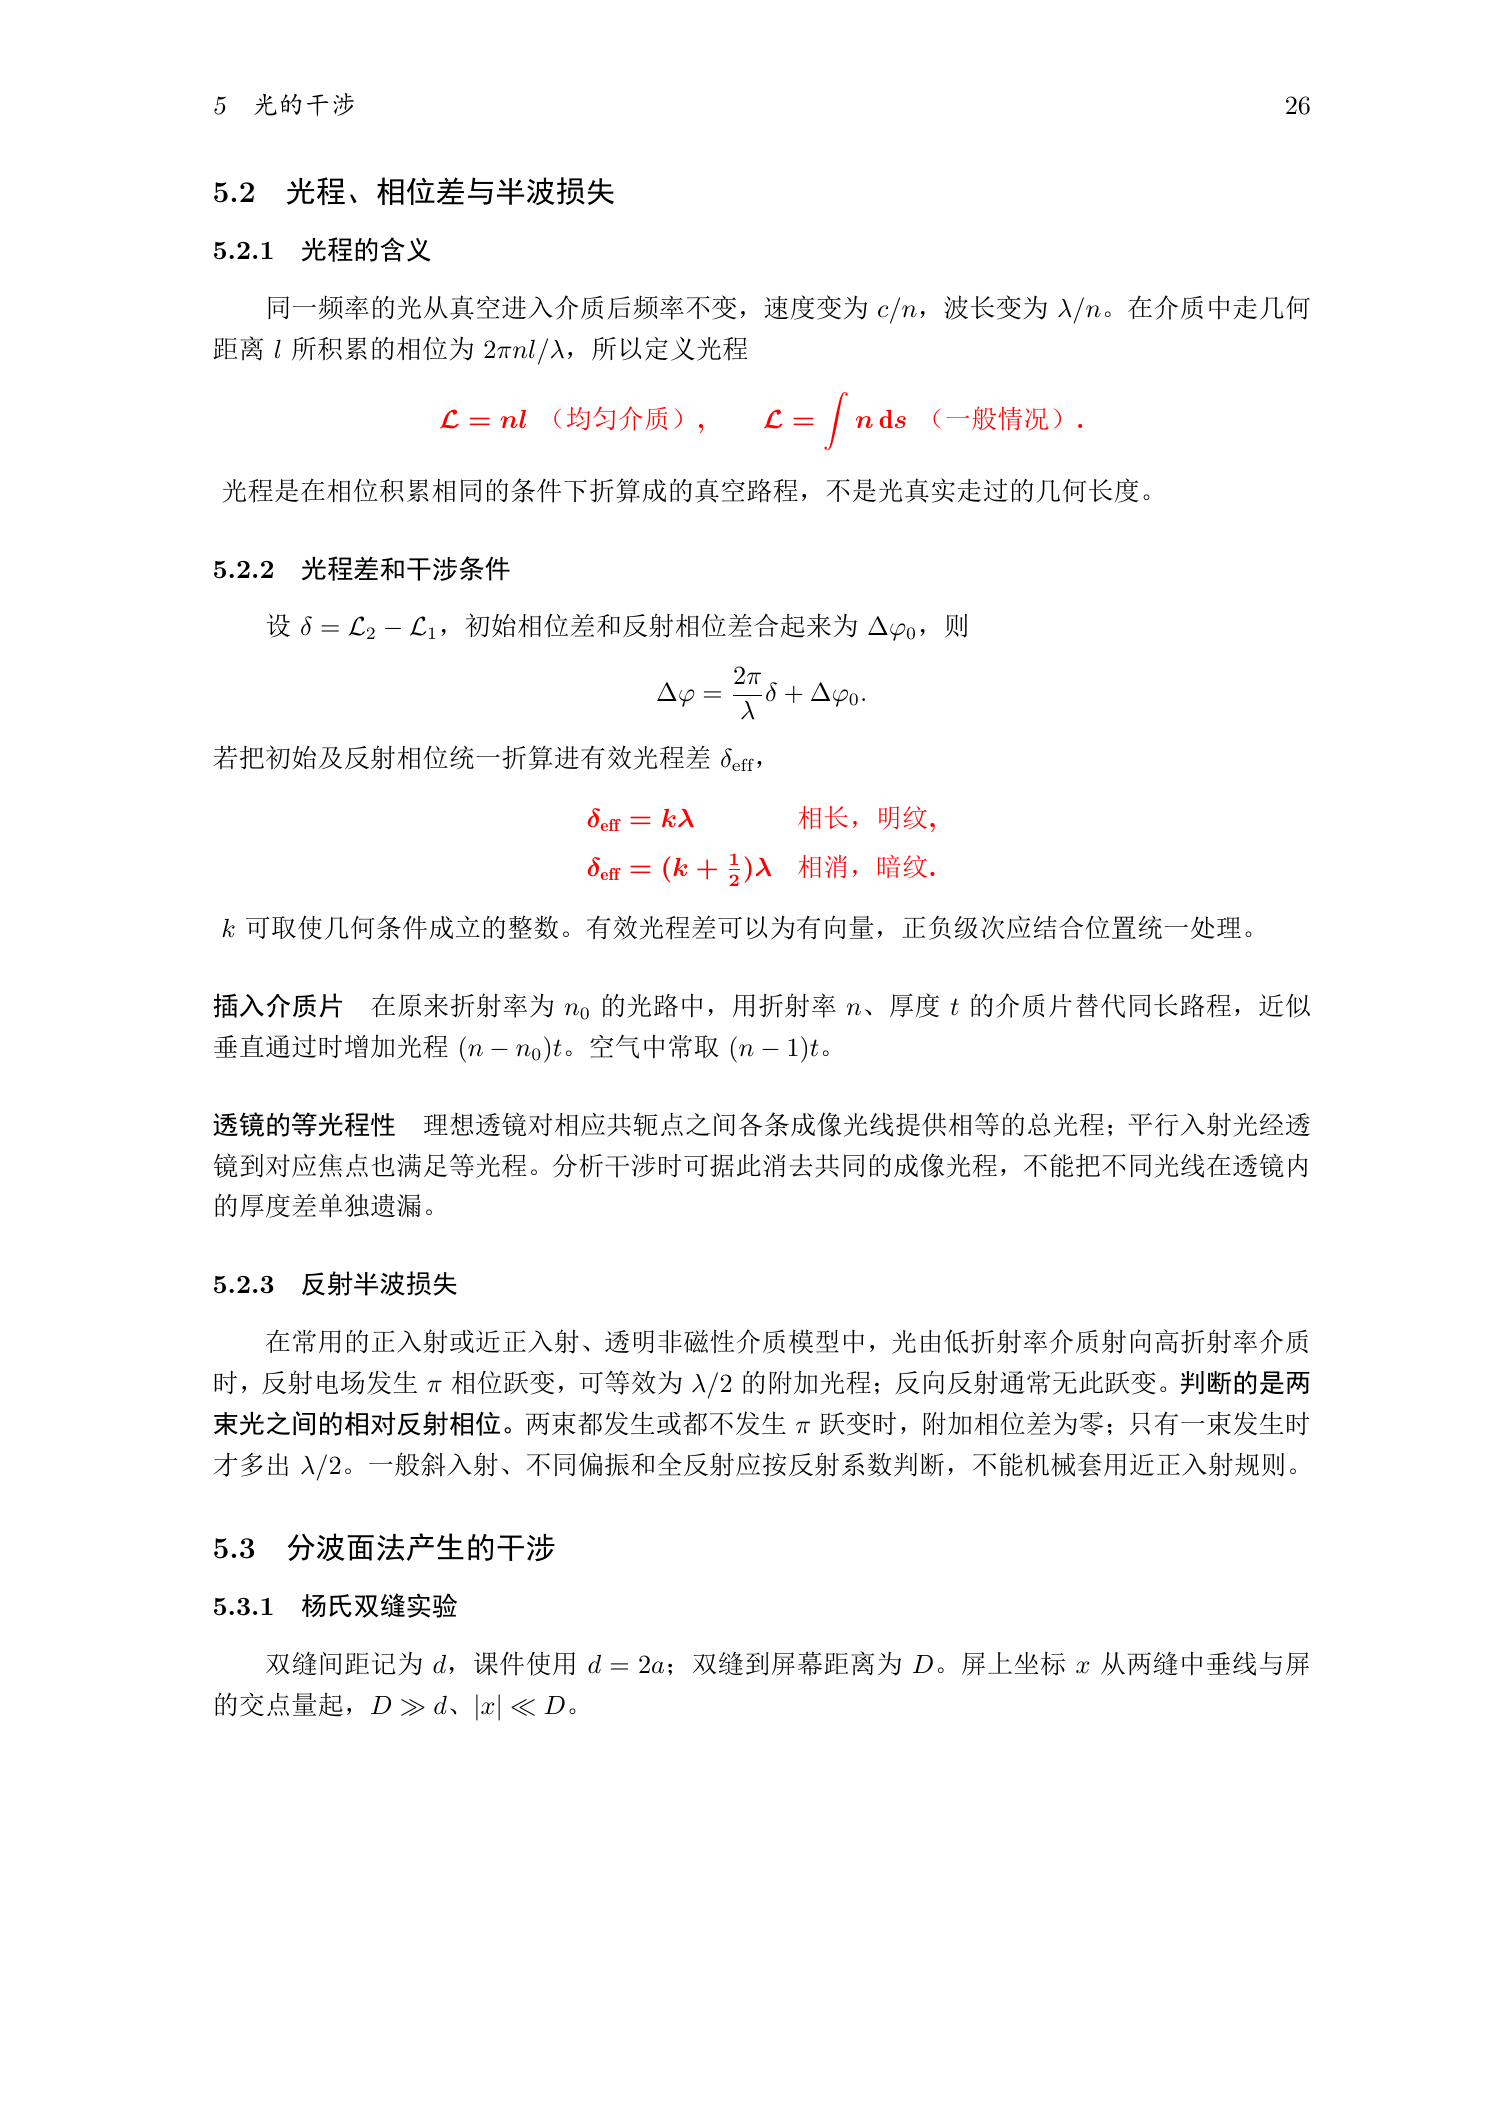 5 光的干涉 26
5.2 光程、相位差与半波损失
5.2.1 光程的含义
同一频率的光从真空进入介质后频率不变，速度变为 c/n，波长变为 λ/n。在介质中走几何
距离 l 所积累的相位为 2πnl/λ，所以定义光程
ℒ = nl （均匀介质）, ℒ = ∫ n ds （一般情况）.
光程是在相位积累相同的条件下折算成的真空路程，不是光真实走过的几何长度。
5.2.2 光程差和干涉条件
设 δ = ℒ₂ − ℒ₁，初始相位差和反射相位差合起来为 Δφ₀，则
Δφ = 2π/λ δ + Δφ₀.
若把初始及反射相位统一折算进有效光程差 δ_eff，
δ_eff = kλ 相长，明纹,
δ_eff = (k + 1/2)λ 相消，暗纹.
k 可取使几何条件成立的整数。有效光程差可以为有向量，正负级次应结合位置统一处理。
插入介质片 在原来折射率为 n₀ 的光路中，用折射率 n、厚度 t 的介质片替代同长路程，近似
垂直通过时增加光程 (n − n₀)t。空气中常取 (n − 1)t。
透镜的等光程性 理想透镜对相应共轭点之间各条成像光线提供相等的总光程；平行入射光经透
镜到对应焦点也满足等光程。分析干涉时可据此消去共同的成像光程，不能把不同光线在透镜内
的厚度差单独遗漏。
5.2.3 反射半波损失
在常用的正入射或近正入射、透明非磁性介质模型中，光由低折射率介质射向高折射率介质
时，反射电场发生 π 相位跃变，可等效为 λ/2 的附加光程；反向反射通常无此跃变。判断的是两
束光之间的相对反射相位。两束都发生或都不发生 π 跃变时，附加相位差为零；只有一束发生时
才多出 λ/2。一般斜入射、不同偏振和全反射应按反射系数判断，不能机械套用近正入射规则。
5.3 分波面法产生的干涉
5.3.1 杨氏双缝实验
双缝间距记为 d，课件使用 d = 2a；双缝到屏幕距离为 D。屏上坐标 x 从两缝中垂线与屏
的交点量起，D ≫ d、|x| ≪ D。